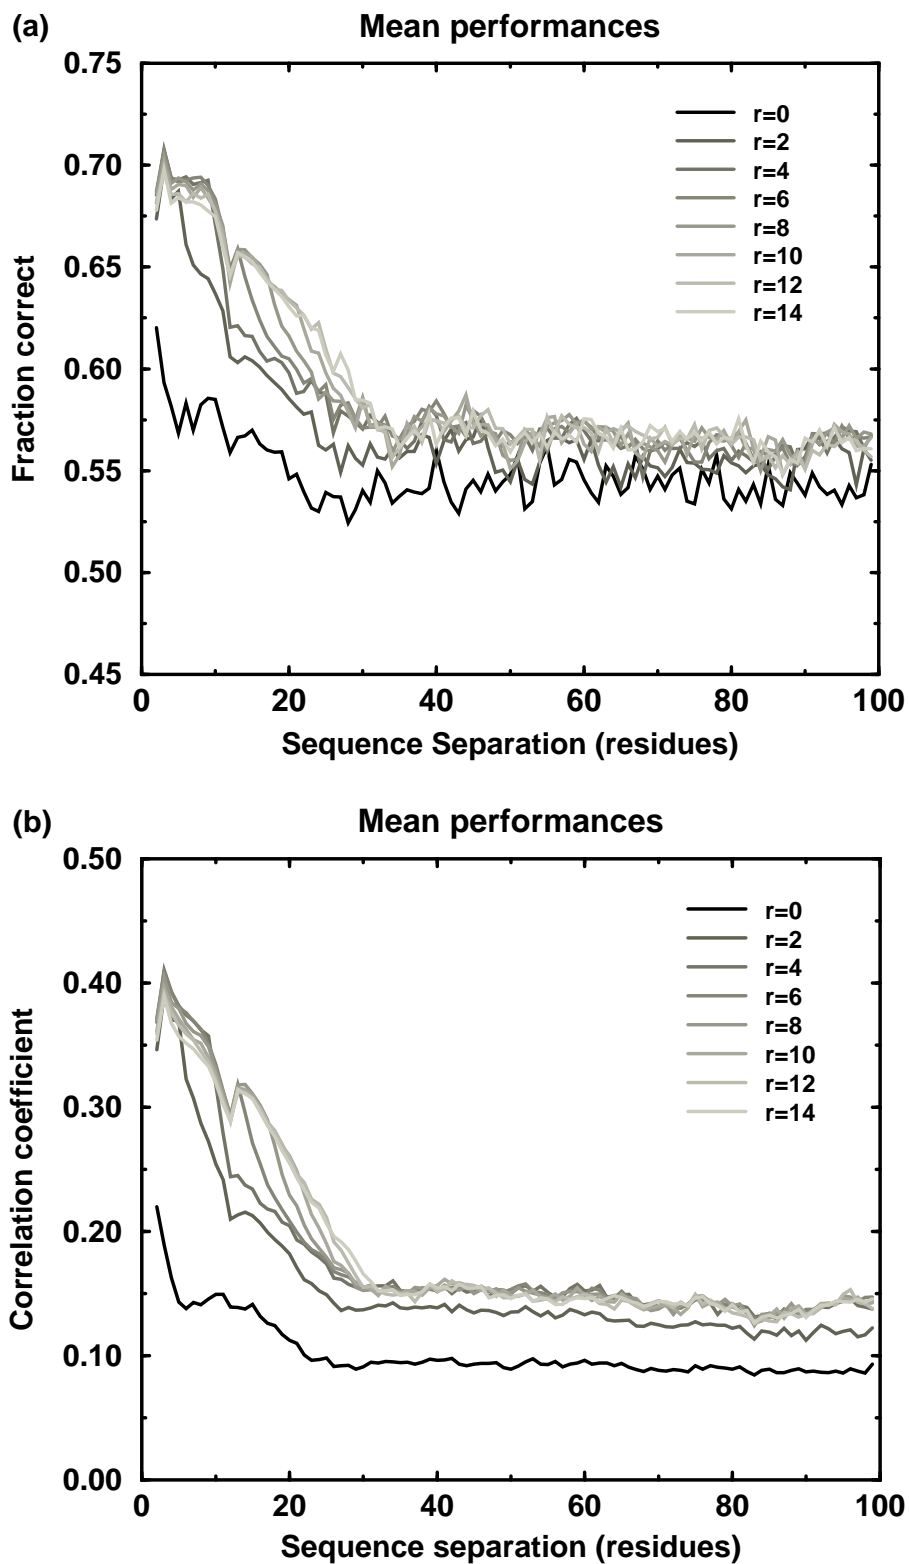 (a) Mean performances
0.75
0.70
0.65
0.60
0.55
0.50
0.45
Fraction correct
r=0
r=2
r=4
r=6
r=8
r=10
r=12
r=14
0 20 40 60 80 100
Sequence Separation (residues)
(b) Mean performances
0.50
0.40
0.30
0.20
0.10
0.00
Correlation coefficient
r=0
r=2
r=4
r=6
r=8
r=10
r=12
r=14
0 20 40 60 80 100
Sequence separation (residues)